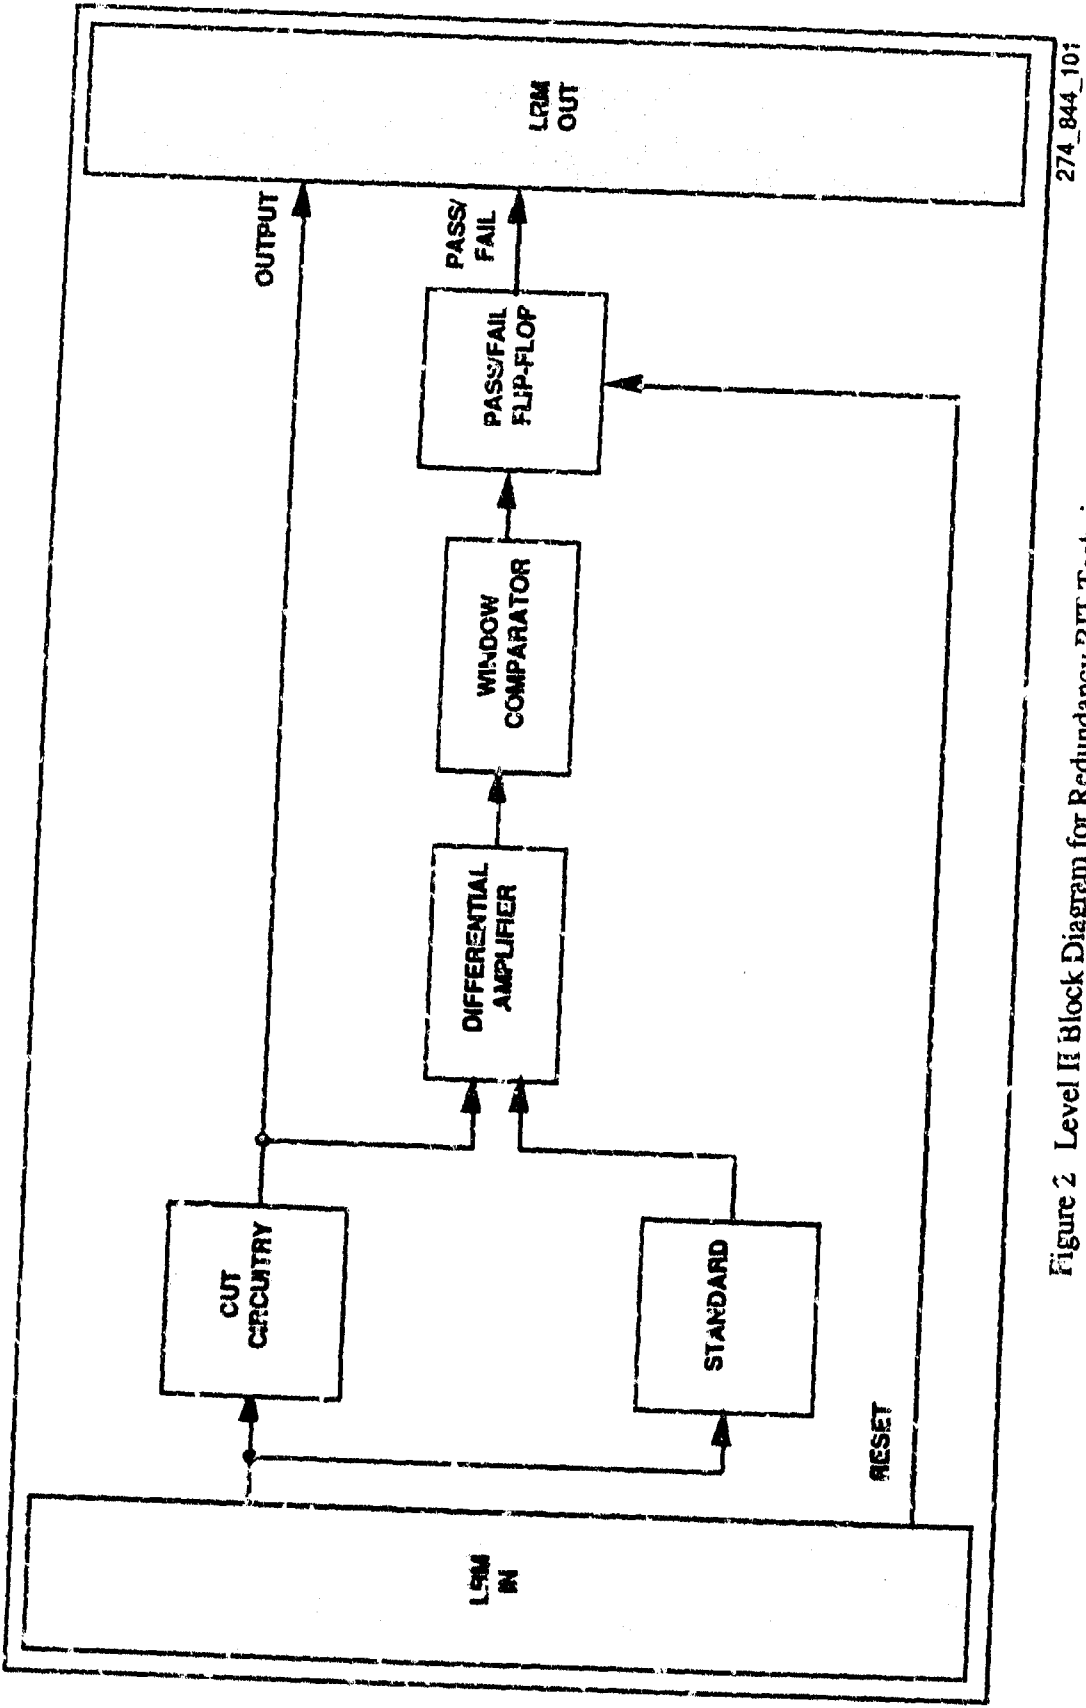 LRM
IN
CUT
CIRCUITRY
STANDARD
RESET
DIFFERENTIAL
AMPLIFIER
WINDOW
COMPARATOR
PASS/FAIL
FLIP-FLOP
OUTPUT
PASS/
FAIL
LRM
OUT
274_844_101
Figure 2 Level II Block Diagram for Redundancy BIT